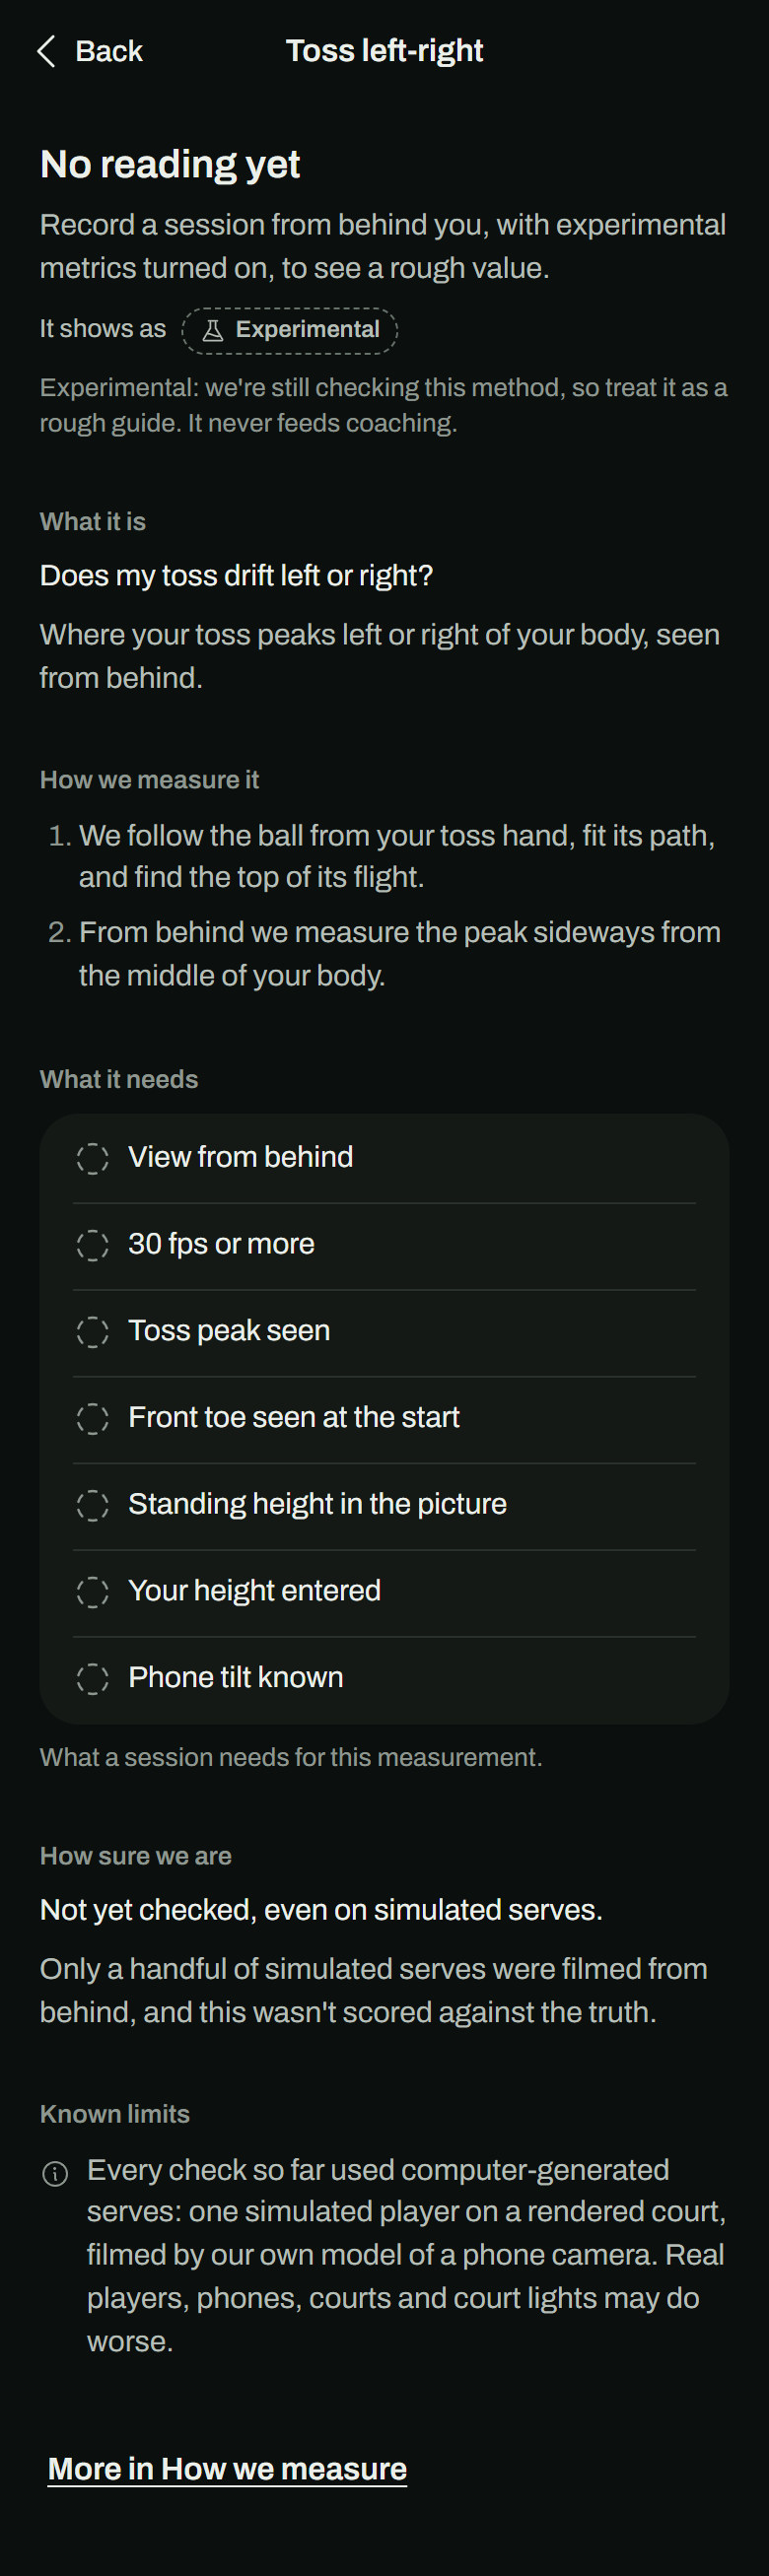 Back
Toss left-right
No reading yet
Record a session from behind you, with experimental
metrics turned on, to see a rough value.
It shows as Experimental
Experimental: we're still checking this method, so treat it as a
rough guide. It never feeds coaching.
What it is
Does my toss drift left or right?
Where your toss peaks left or right of your body, seen
from behind.
How we measure it
1. We follow the ball from your toss hand, fit its path,
and find the top of its flight.
2. From behind we measure the peak sideways from
the middle of your body.
What it needs
View from behind
30 fps or more
Toss peak seen
Front toe seen at the start
Standing height in the picture
Your height entered
Phone tilt known
What a session needs for this measurement.
How sure we are
Not yet checked, even on simulated serves.
Only a handful of simulated serves were filmed from
behind, and this wasn't scored against the truth.
Known limits
Every check so far used computer-generated
serves: one simulated player on a rendered court,
filmed by our own model of a phone camera. Real
players, phones, courts and court lights may do
worse.
More in How we measure